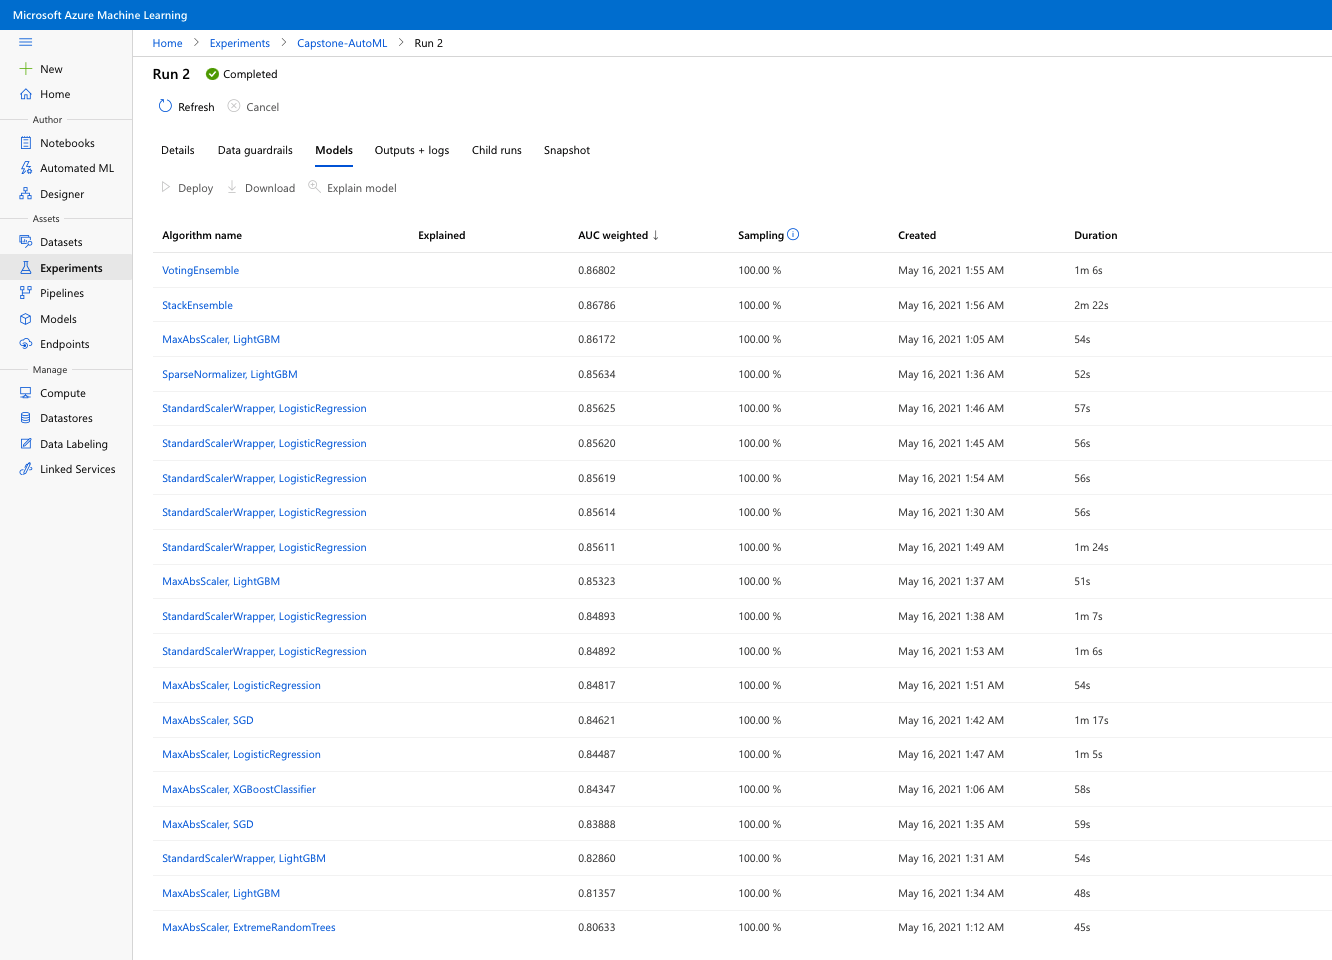 Microsoft Azure Machine Learning
New
Home
Author
Notebooks
Automated ML
Designer
Assets
Datasets
Experiments
Pipelines
Models
Endpoints
Manage
Compute
Datastores
Data Labeling
Linked Services
Home > Experiments > Capstone-AutoML > Run 2
Run 2 Completed
Refresh Cancel
Details Data guardrails Models Outputs + logs Child runs Snapshot
Deploy Download Explain model
Algorithm name Explained AUC weighted ↓ Sampling Created Duration
VotingEnsemble 0.86802 100.00 % May 16, 2021 1:55 AM 1m 6s
StackEnsemble 0.86786 100.00 % May 16, 2021 1:56 AM 2m 22s
MaxAbsScaler, LightGBM 0.86172 100.00 % May 16, 2021 1:05 AM 54s
SparseNormalizer, LightGBM 0.85634 100.00 % May 16, 2021 1:36 AM 52s
StandardScalerWrapper, LogisticRegression 0.85625 100.00 % May 16, 2021 1:46 AM 57s
StandardScalerWrapper, LogisticRegression 0.85620 100.00 % May 16, 2021 1:45 AM 56s
StandardScalerWrapper, LogisticRegression 0.85619 100.00 % May 16, 2021 1:54 AM 56s
StandardScalerWrapper, LogisticRegression 0.85614 100.00 % May 16, 2021 1:30 AM 56s
StandardScalerWrapper, LogisticRegression 0.85611 100.00 % May 16, 2021 1:49 AM 1m 24s
MaxAbsScaler, LightGBM 0.85323 100.00 % May 16, 2021 1:37 AM 51s
StandardScalerWrapper, LogisticRegression 0.84893 100.00 % May 16, 2021 1:38 AM 1m 7s
StandardScalerWrapper, LogisticRegression 0.84892 100.00 % May 16, 2021 1:53 AM 1m 6s
MaxAbsScaler, LogisticRegression 0.84817 100.00 % May 16, 2021 1:51 AM 54s
MaxAbsScaler, SGD 0.84621 100.00 % May 16, 2021 1:42 AM 1m 17s
MaxAbsScaler, LogisticRegression 0.84487 100.00 % May 16, 2021 1:47 AM 1m 5s
MaxAbsScaler, XGBoostClassifier 0.84347 100.00 % May 16, 2021 1:06 AM 58s
MaxAbsScaler, SGD 0.83888 100.00 % May 16, 2021 1:35 AM 59s
StandardScalerWrapper, LightGBM 0.82860 100.00 % May 16, 2021 1:31 AM 54s
MaxAbsScaler, LightGBM 0.81357 100.00 % May 16, 2021 1:34 AM 48s
MaxAbsScaler, ExtremeRandomTrees 0.80633 100.00 % May 16, 2021 1:12 AM 45s